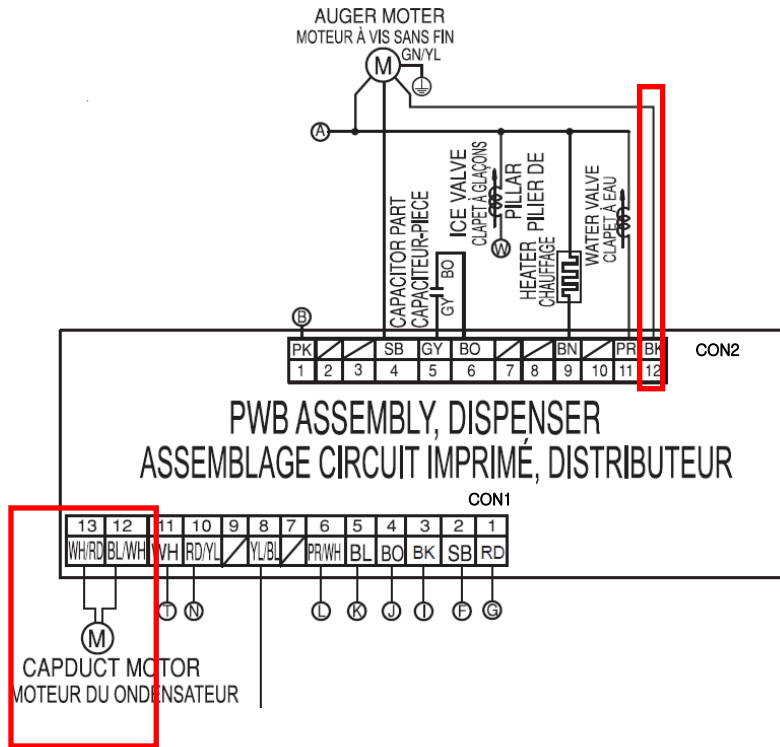 AUGER MOTER
MOTEUR À VIS SANS FIN
GN/YL
M
A
CAPACITOR PART
CAPACITEUR-PIECE
GY BO
ICE VALVE
CLAPET À GLAÇONS
PILLAR
PILIER DE
W
HEATER
CHAUFFAGE
WATER VALVE
CLAPET À EAU
B
PK SB GY BO BN PR BK
1 2 3 4 5 6 7 8 9 10 11 12
CON2
PWB ASSEMBLY, DISPENSER
ASSEMBLAGE CIRCUIT IMPRIMÉ, DISTRIBUTEUR
CON1
13 12 11 10 9 8 7 6 5 4 3 2 1
WH/RD BL/WH WH RD/YL YL/BL PR/WH BL BO BK SB RD
T N L K J I F G
M
CAPDUCT MOTOR
MOTEUR DU ONDENSATEUR